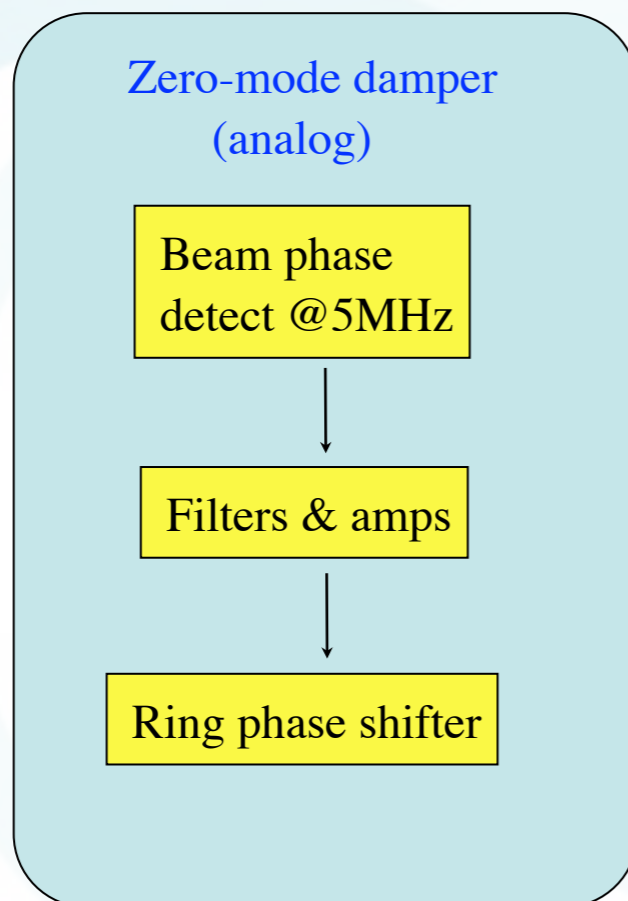 Zero-mode damper
(analog)
Beam phase
detect @5MHz
Filters & amps
Ring phase shifter